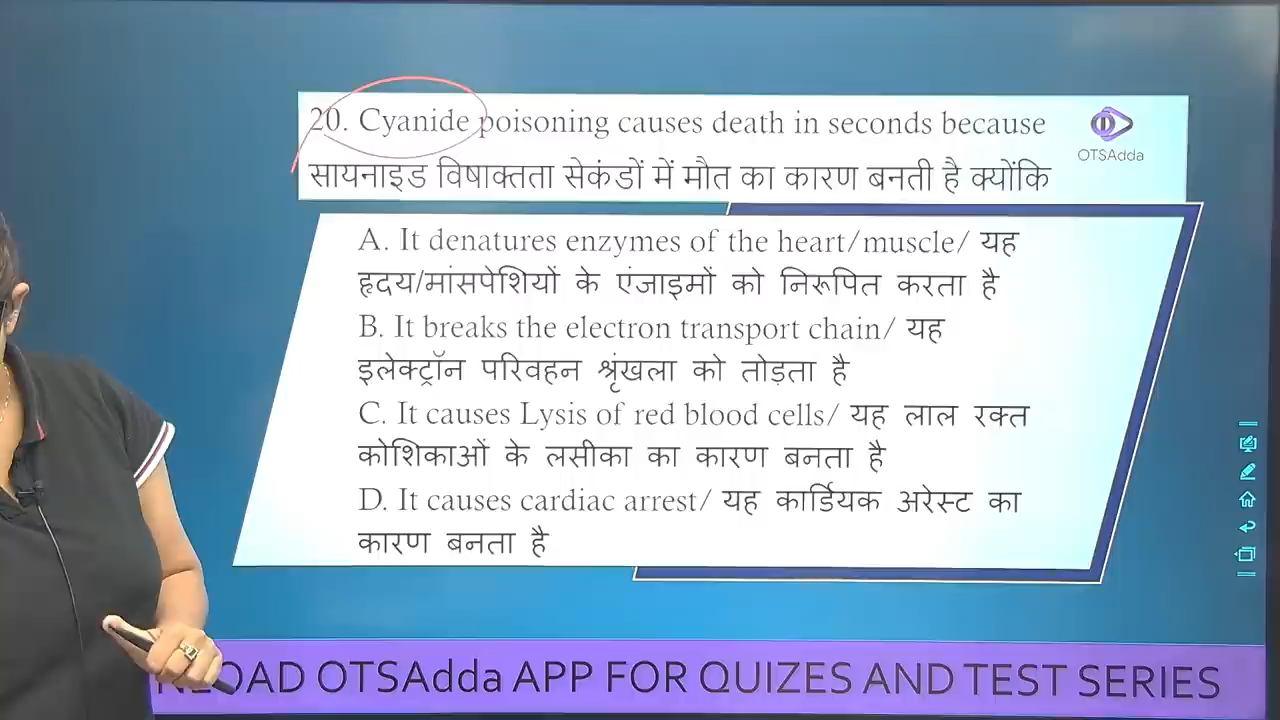 20. Cyanide poisoning causes death in seconds because
सायनाइड विषाक्तता सेकंडों में मौत का कारण बनती है क्योंकि
OTSAdda
A. It denatures enzymes of the heart/muscle/ यह
हृदय/मांसपेशियों के एंजाइमों को निरूपित करता है
B. It breaks the electron transport chain/ यह
इलेक्ट्रॉन परिवहन श्रृंखला को तोड़ता है
C. It causes Lysis of red blood cells/ यह लाल रक्त
कोशिकाओं के लसीका का कारण बनता है
D. It causes cardiac arrest/ यह कार्डियक अरेस्ट का
कारण बनता है
OAD OTSAdda APP FOR QUIZES AND TEST SERIES